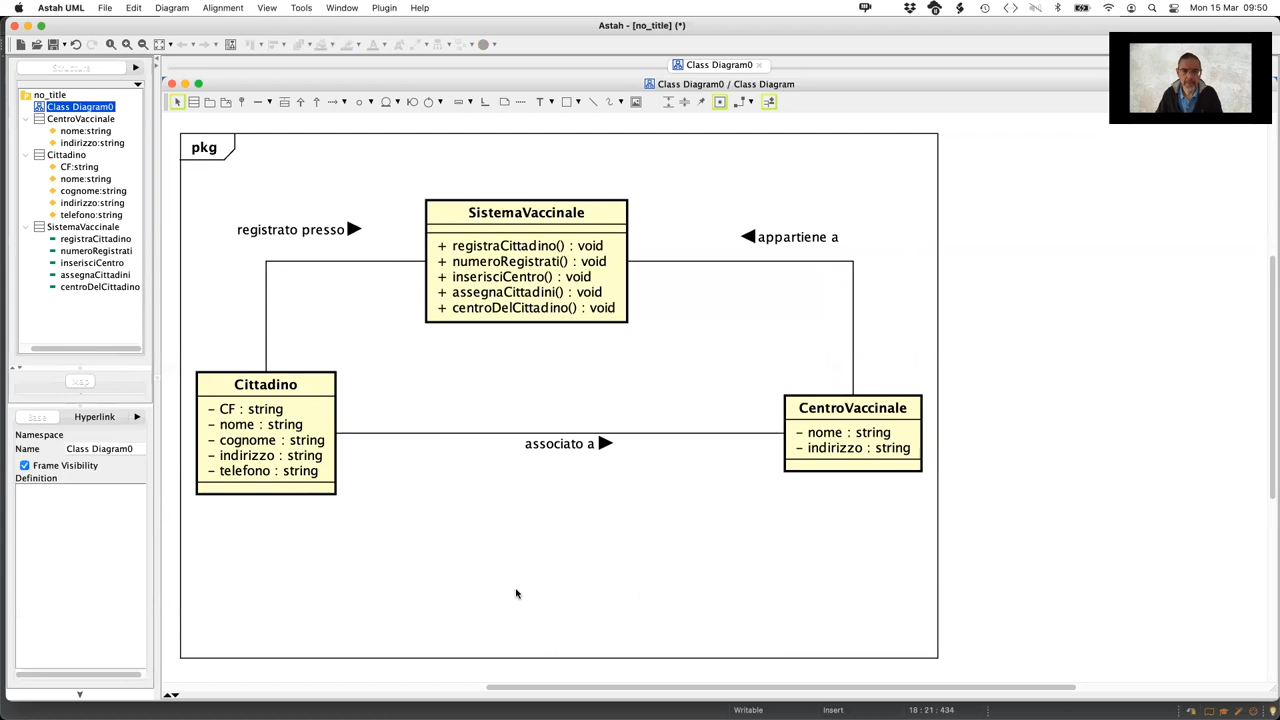 Astah UML File Edit Diagram Alignment View Tools Window Plugin Help Mon 15 Mar 09:50
Astah - [no_title] (*)
Structure
Class Diagram0
Class Diagram0 / Class Diagram
no_title
Class Diagram0
CentroVaccinale
nome:string
indirizzo:string
Cittadino
CF:string
nome:string
cognome:string
indirizzo:string
telefono:string
SistemaVaccinale
registraCittadino
numeroRegistrati
inserisciCentro
assegnaCittadini
centroDelCittadino
Map
Base Hyperlink
Namespace
Name Class Diagram0
Frame Visibility
Definition
pkg
SistemaVaccinale
+ registraCittadino() : void
+ numeroRegistrati() : void
+ inserisciCentro() : void
+ assegnaCittadini() : void
+ centroDelCittadino() : void
registrato presso
appartiene a
Cittadino
- CF : string
- nome : string
- cognome : string
- indirizzo : string
- telefono : string
associato a
CentroVaccinale
- nome : string
- indirizzo : string
Writable Insert 18 : 21 : 434